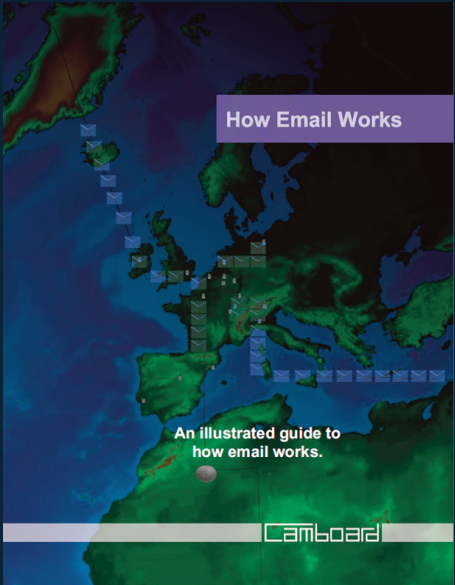 How Email Works
An illustrated guide to
how email works.
Camboard